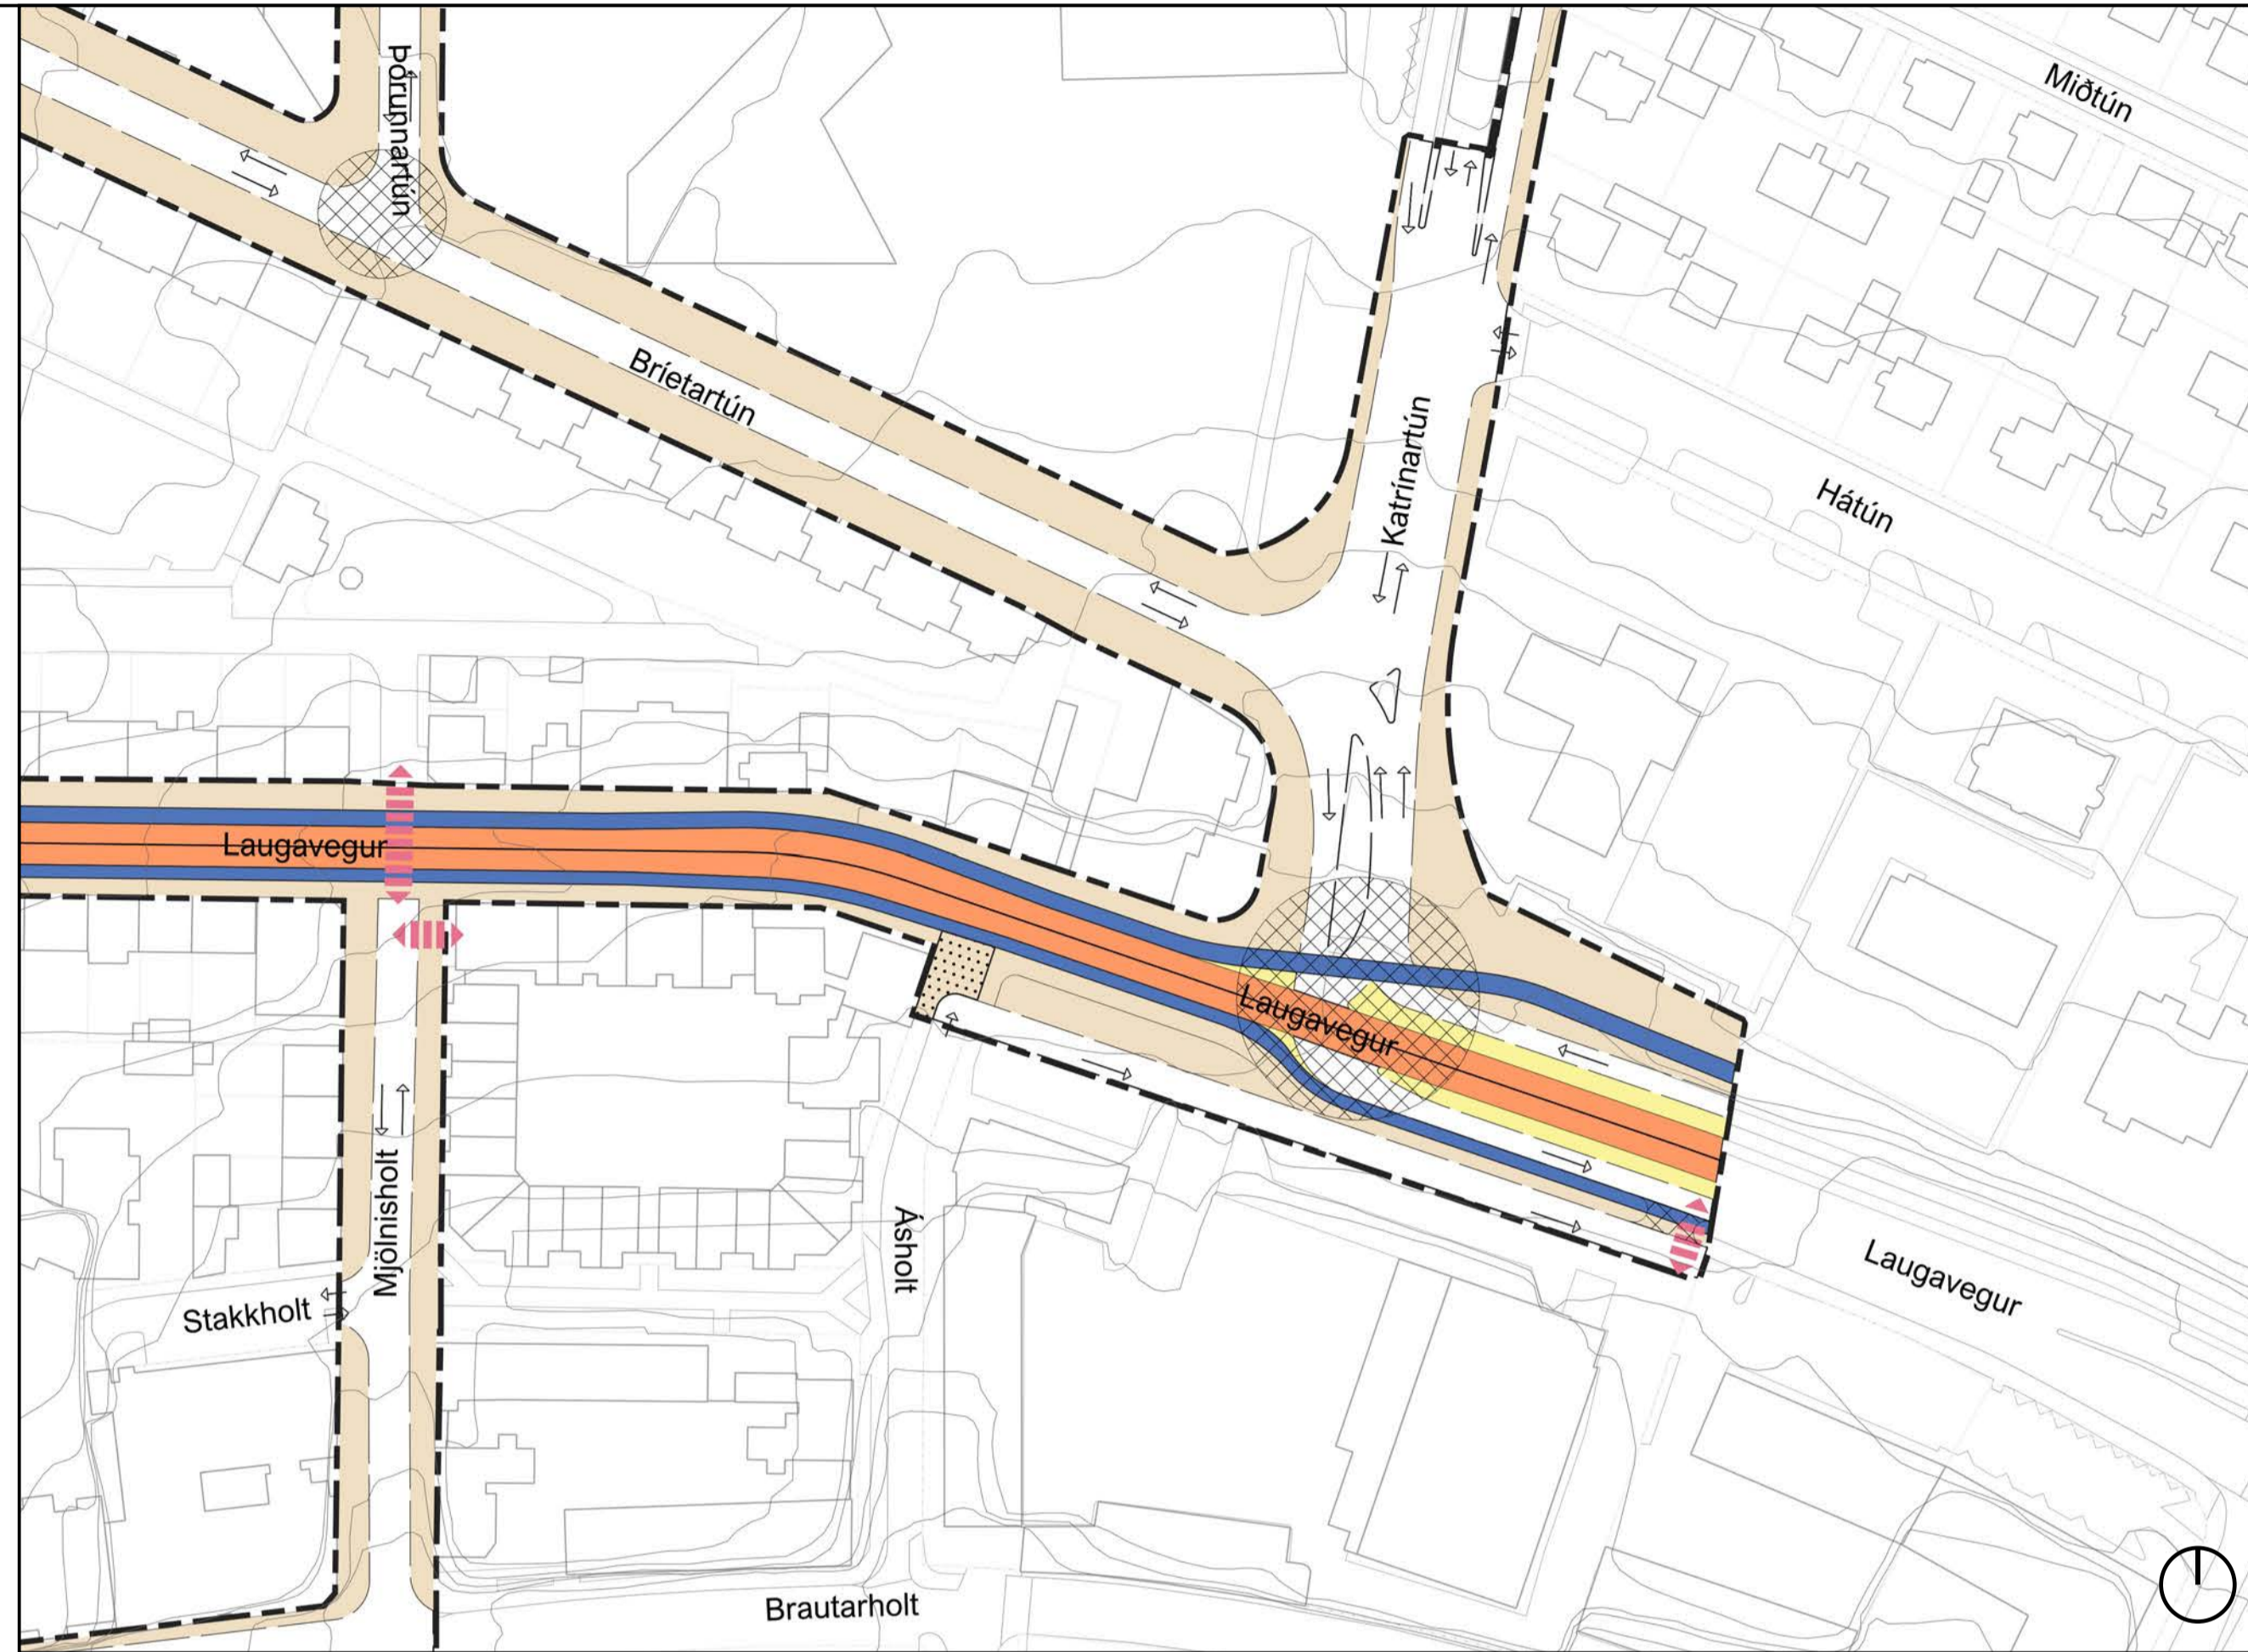 Þórunnartún
Miðtún
Bríetartún
Katrínartún
Hátún
Laugavegur
Laugavegur
Mjölnisholt
Ásholt
Laugavegur
Stakkholt
Brautarholt